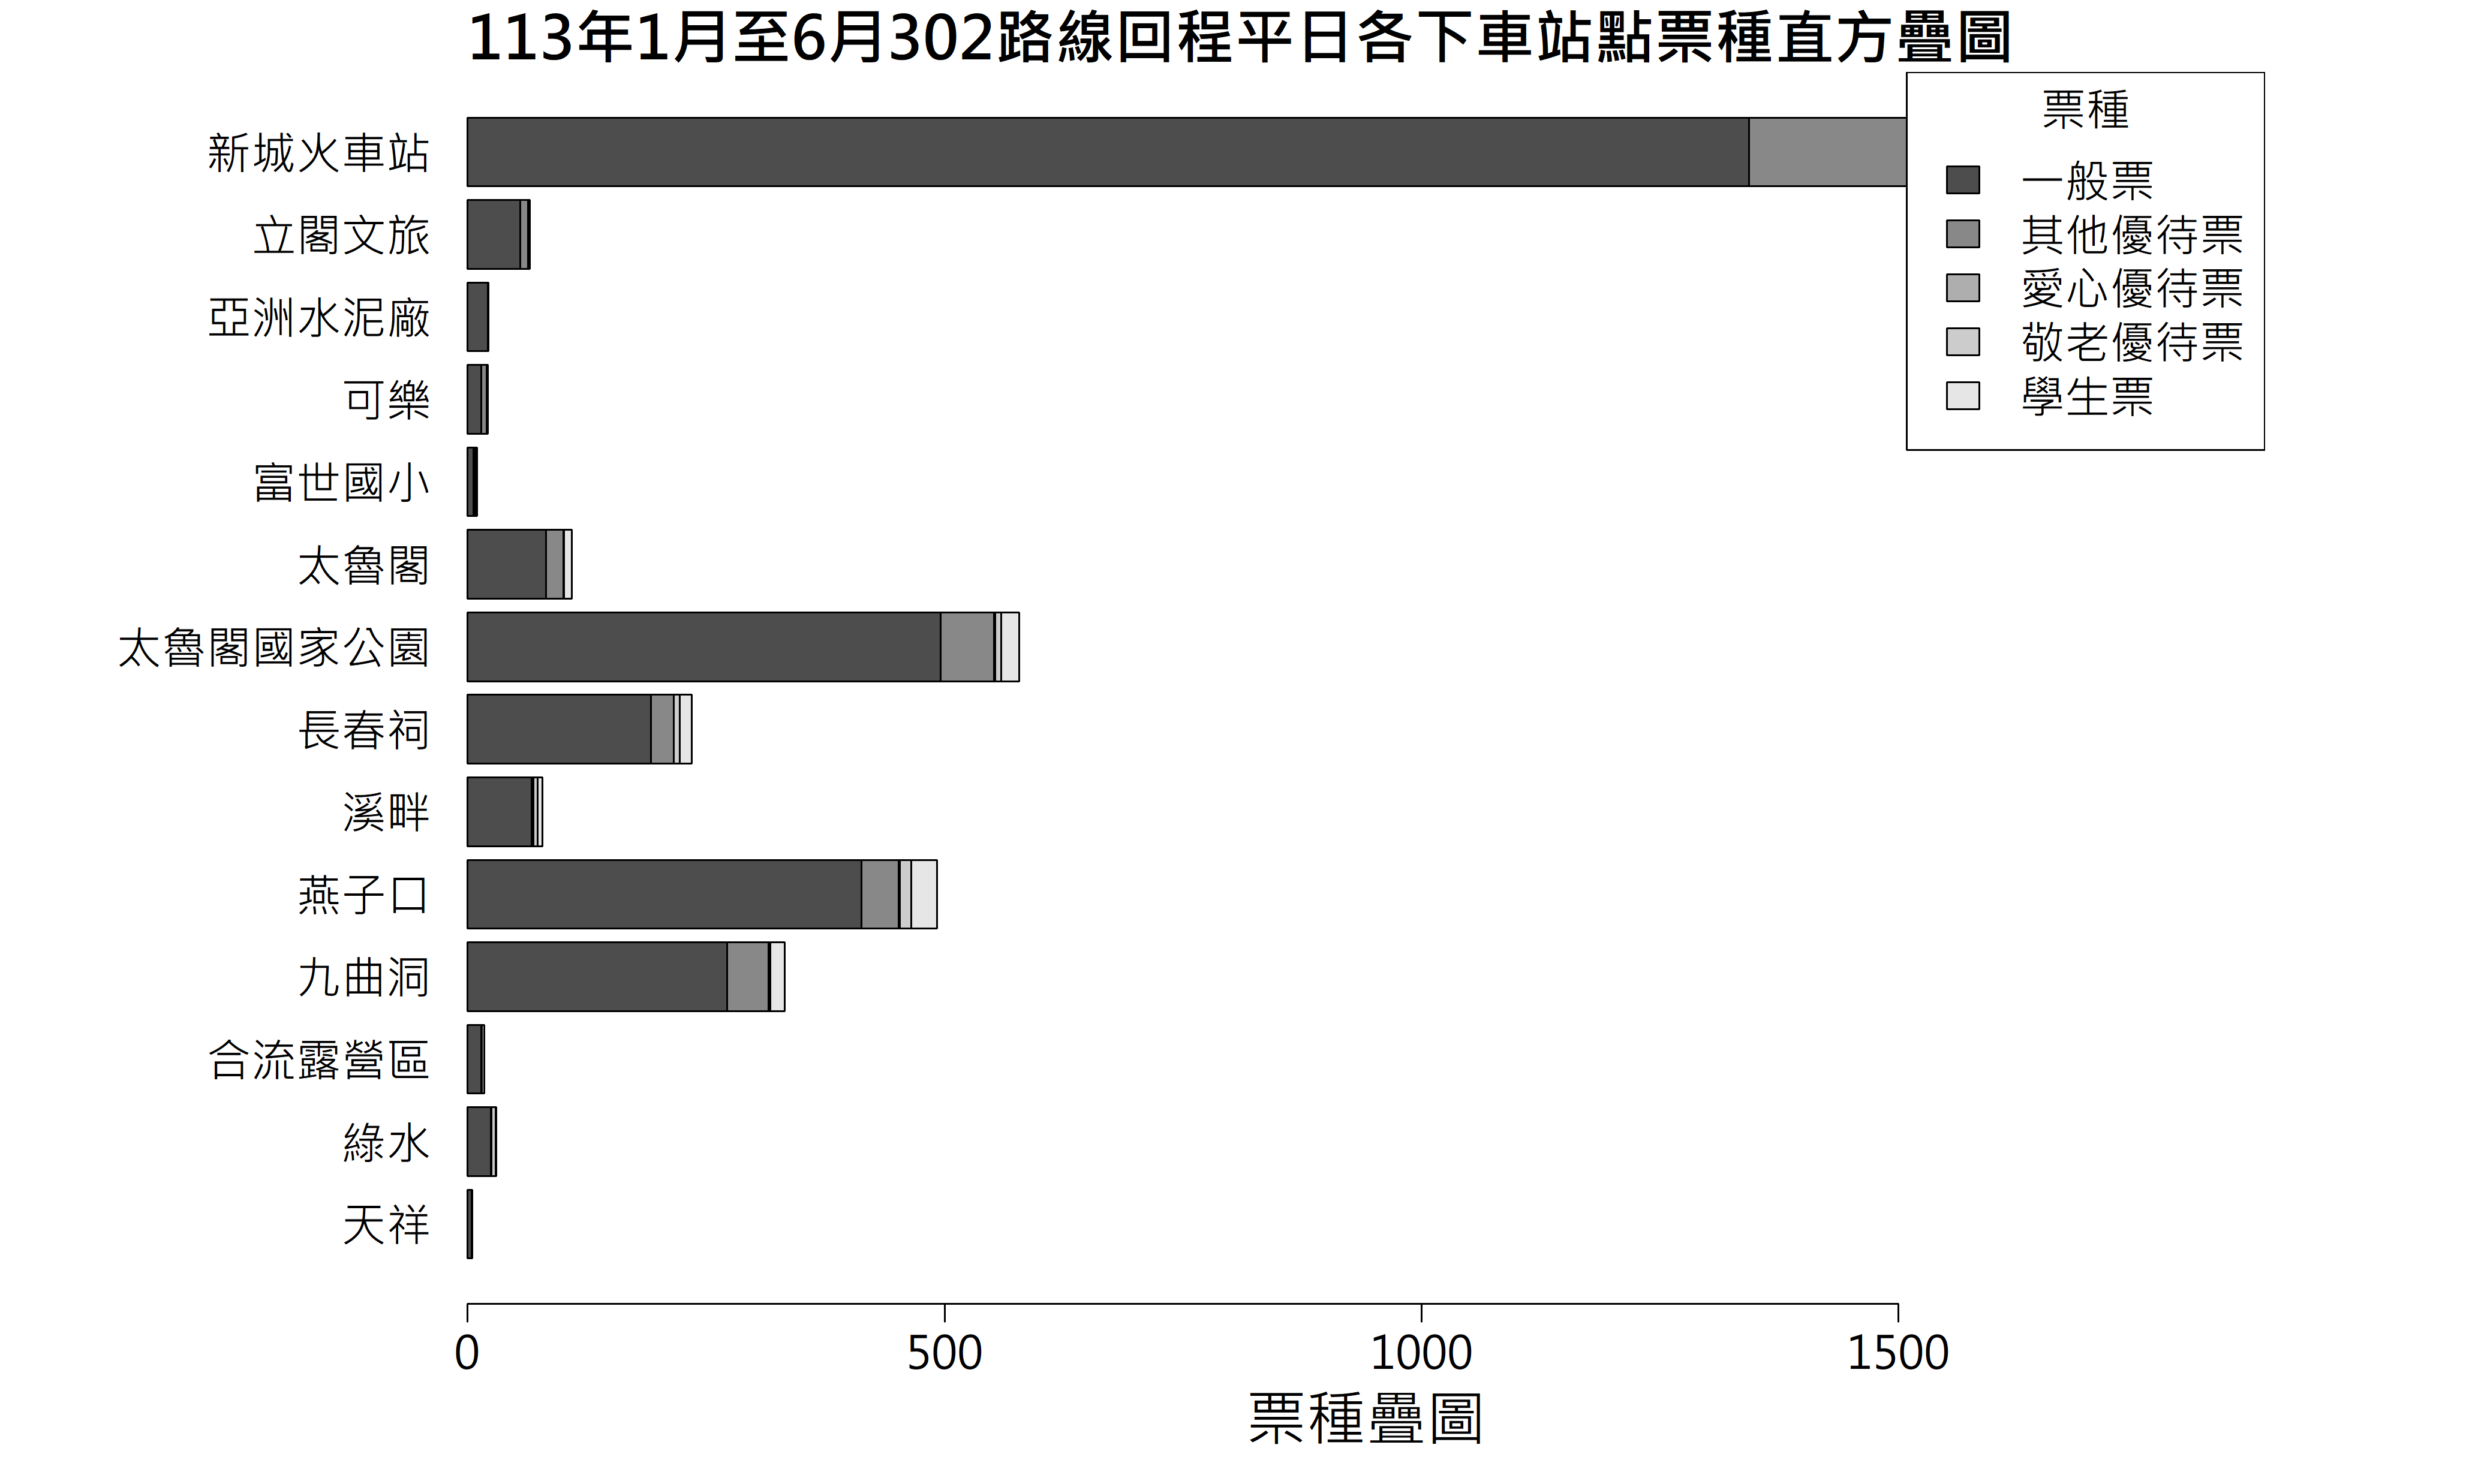 113年1月至6月302路線回程平日各下車站點票種直方疊圖
票種
一般票
其他優待票
愛心優待票
敬老優待票
學生票
新城火車站
立閣文旅
亞洲水泥廠
可樂
富世國小
太魯閣
太魯閣國家公園
長春祠
溪畔
燕子口
九曲洞
合流露營區
綠水
天祥
0 500 1000 1500
票種疊圖